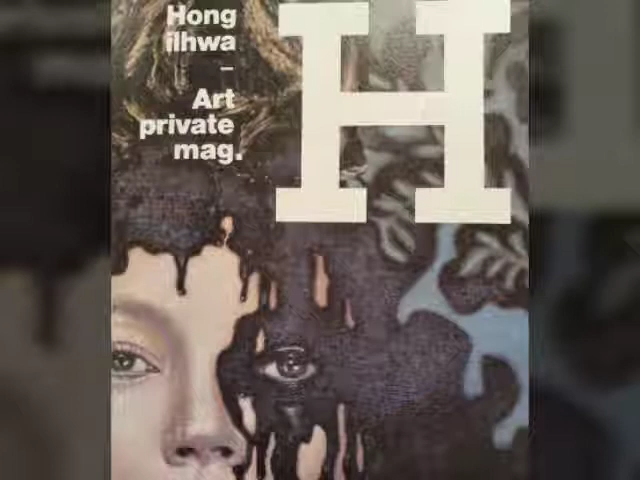 Hong
ilhwa
–
Art
private
mag.
H